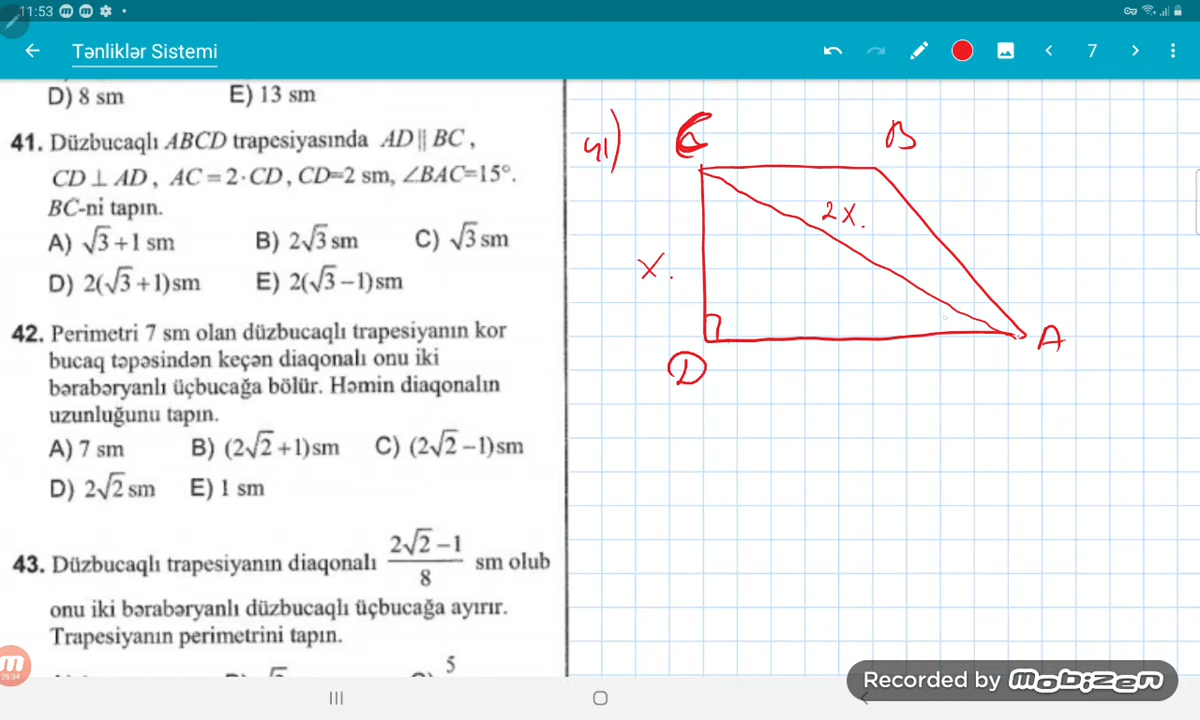 11:53
Tənliklər Sistemi
7
D) 8 sm E) 13 sm
41. Düzbucaqlı ABCD trapesiyasında AD || BC,
CD ⊥ AD, AC = 2·CD, CD=2 sm, ∠BAC=15°.
BC-ni tapın.
A) √3+1 sm B) 2√3 sm C) √3 sm
D) 2(√3+1)sm E) 2(√3−1)sm
42. Perimetri 7 sm olan düzbucaqlı trapesiyanın kor
bucaq təpəsindən keçən diaqonalı onu iki
bərabəryanlı üçbucağa bölür. Həmin diaqonalın
uzunluğunu tapın.
A) 7 sm B) (2√2+1)sm C) (2√2−1)sm
D) 2√2 sm E) 1 sm
43. Düzbucaqlı trapesiyanın diaqonalı (2√2−1)/8 sm olub
onu iki bərabəryanlı düzbucaqlı üçbucağa ayırır.
Trapesiyanın perimetrini tapın.
5
41)
C
B
2x.
x.
A
D
26:34
Recorded by mobizen